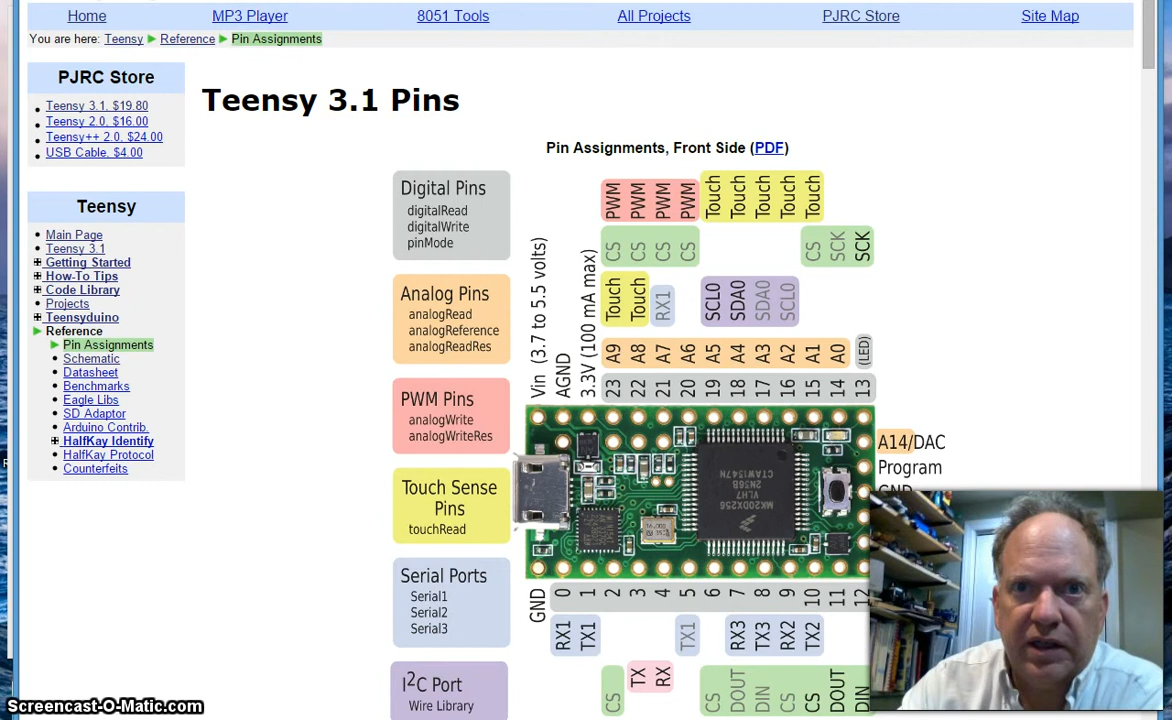 Home MP3 Player 8051 Tools All Projects PJRC Store Site Map
You are here: Teensy Reference Pin Assignments
PJRC Store
Teensy 3.1, $19.80
Teensy 2.0, $16.00
Teensy++ 2.0, $24.00
USB Cable, $4.00
Teensy
Main Page
Teensy 3.1
Getting Started
How-To Tips
Code Library
Projects
Teensyduino
Reference
Pin Assignments
Schematic
Datasheet
Benchmarks
Eagle Libs
SD Adaptor
Arduino Contrib.
HalfKay Identify
HalfKay Protocol
Counterfeits
Teensy 3.1 Pins
Pin Assignments, Front Side (PDF)
Digital Pins
digitalRead
digitalWrite
pinMode
Analog Pins
analogRead
analogReference
analogReadRes
PWM Pins
analogWrite
analogWriteRes
Touch Sense
Pins
touchRead
Serial Ports
Serial1
Serial2
Serial3
I2C Port
Wire Library
Vin (3.7 to 5.5 volts)
AGND
3.3V (100 mA max)
PWM PWM PWM PWM Touch Touch Touch Touch Touch
CS CS CS CS CS SCK SCK
Touch Touch RX1 SCL0 SDA0 SDA0 SCL0
A9 A8 A7 A6 A5 A4 A3 A2 A1 A0 (LED)
23 22 21 20 19 18 17 16 15 14 13
MK20DX256
VLH7
2N56B
CTAW1547N
A14/DAC
Program
GND
GND 0 1 2 3 4 5 6 7 8 9 10 11 12
RX1 TX1 TX1 RX3 TX3 RX2 TX2
CS TX RX CS DOUT DIN CS CS DOUT DIN
Screencast-O-Matic.com